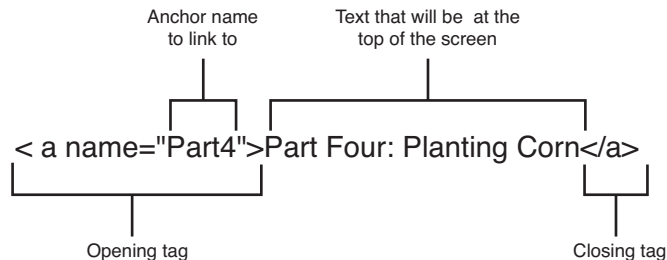 Anchor name
to link to
Text that will be at the
top of the screen
< a name="Part4">Part Four: Planting Corn</a>
Opening tag
Closing tag